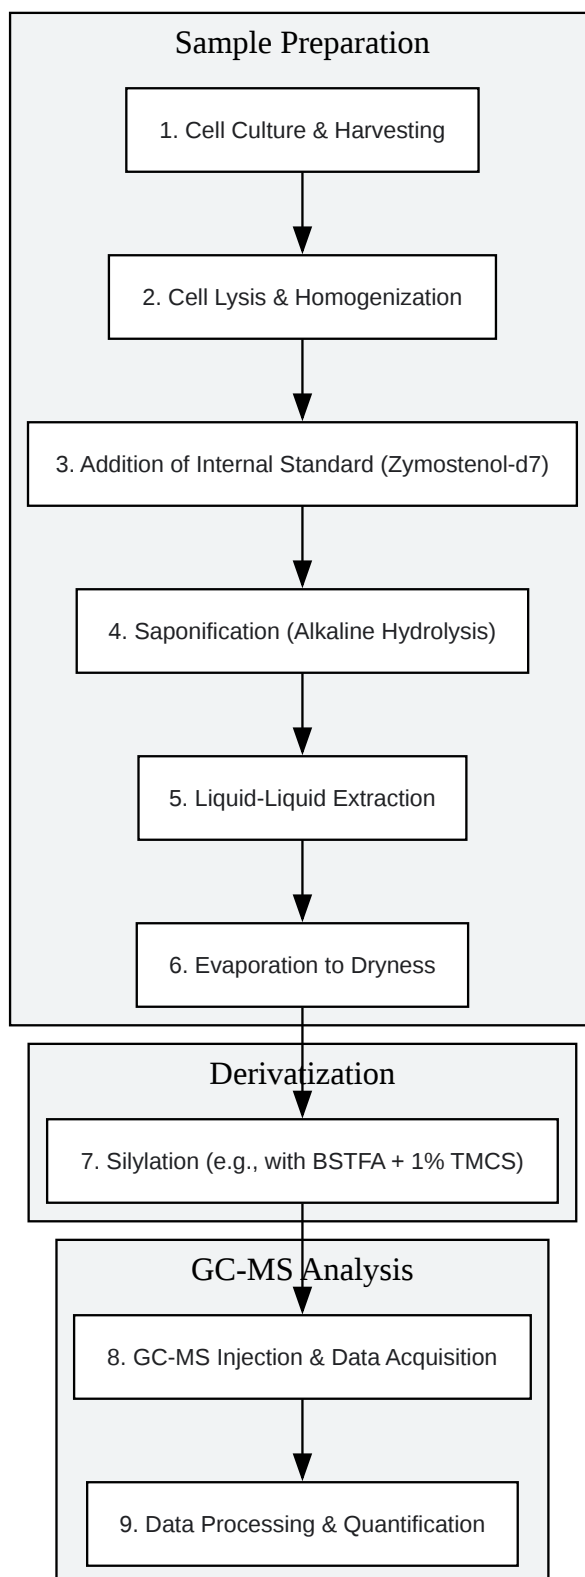 Sample Preparation
1. Cell Culture & Harvesting
2. Cell Lysis & Homogenization
3. Addition of Internal Standard (Zymostenol-d7)
4. Saponification (Alkaline Hydrolysis)
5. Liquid-Liquid Extraction
6. Evaporation to Dryness
Derivatization
7. Silylation (e.g., with BSTFA + 1% TMCS)
GC-MS Analysis
8. GC-MS Injection & Data Acquisition
9. Data Processing & Quantification